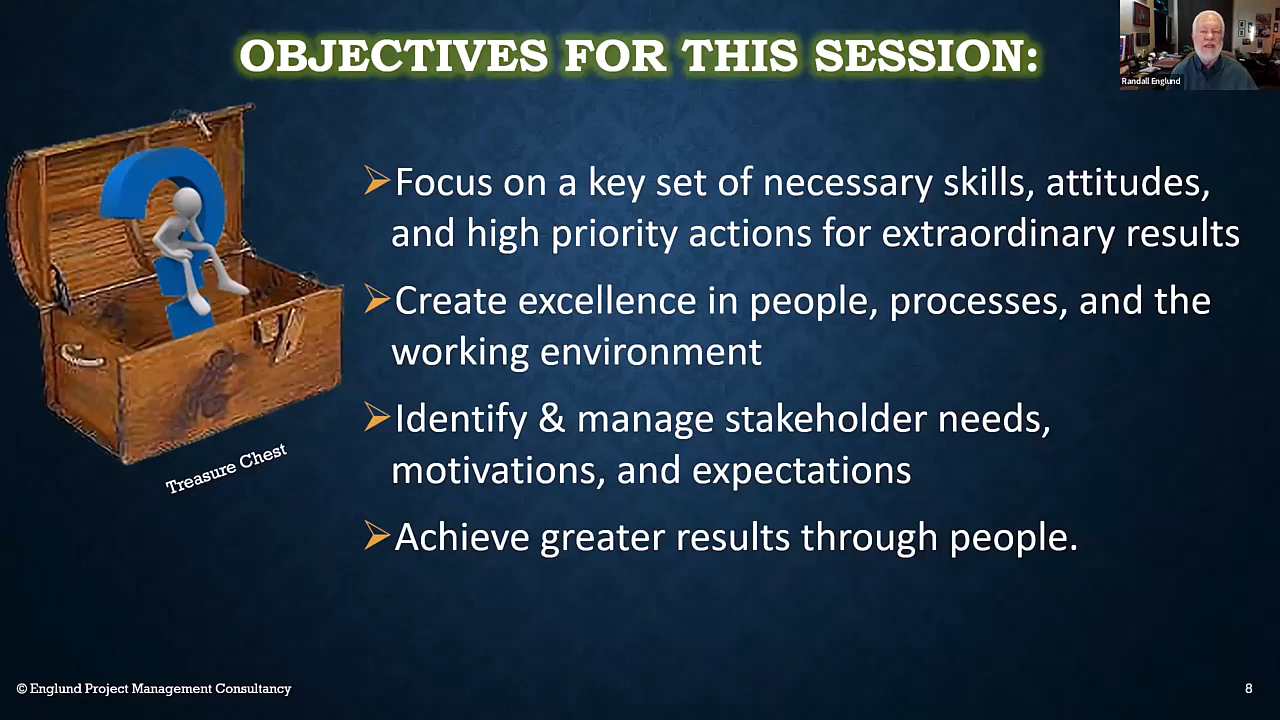 OBJECTIVES FOR THIS SESSION:
Randall Englund
➢Focus on a key set of necessary skills, attitudes,
and high priority actions for extraordinary results
➢Create excellence in people, processes, and the
working environment
➢Identify & manage stakeholder needs,
motivations, and expectations
➢Achieve greater results through people.
Treasure Chest
© Englund Project Management Consultancy
8